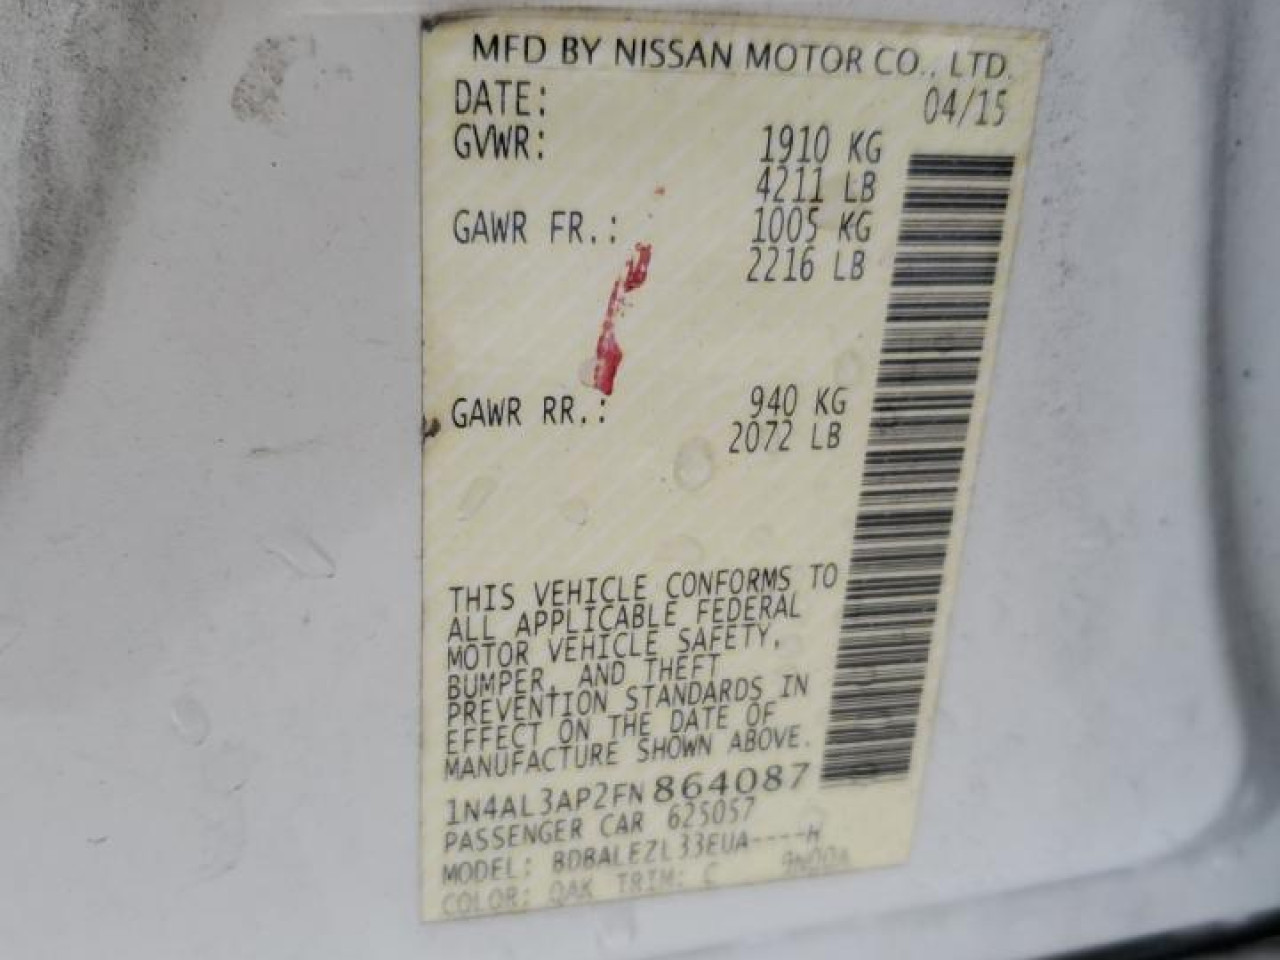 MFD BY NISSAN MOTOR CO., LTD.
DATE: 04/15
GVWR: 1910 KG
4211 LB
GAWR FR.: 1005 KG
2216 LB
GAWR RR.: 940 KG
2072 LB
THIS VEHICLE CONFORMS TO
ALL APPLICABLE FEDERAL
MOTOR VEHICLE SAFETY,
BUMPER, AND THEFT
PREVENTION STANDARDS IN
EFFECT ON THE DATE OF
MANUFACTURE SHOWN ABOVE.
1N4AL3AP2FN864087
PASSENGER CAR 625057
MODEL: BDBALEZL33EUA----H
COLOR: QAK TRIM: C